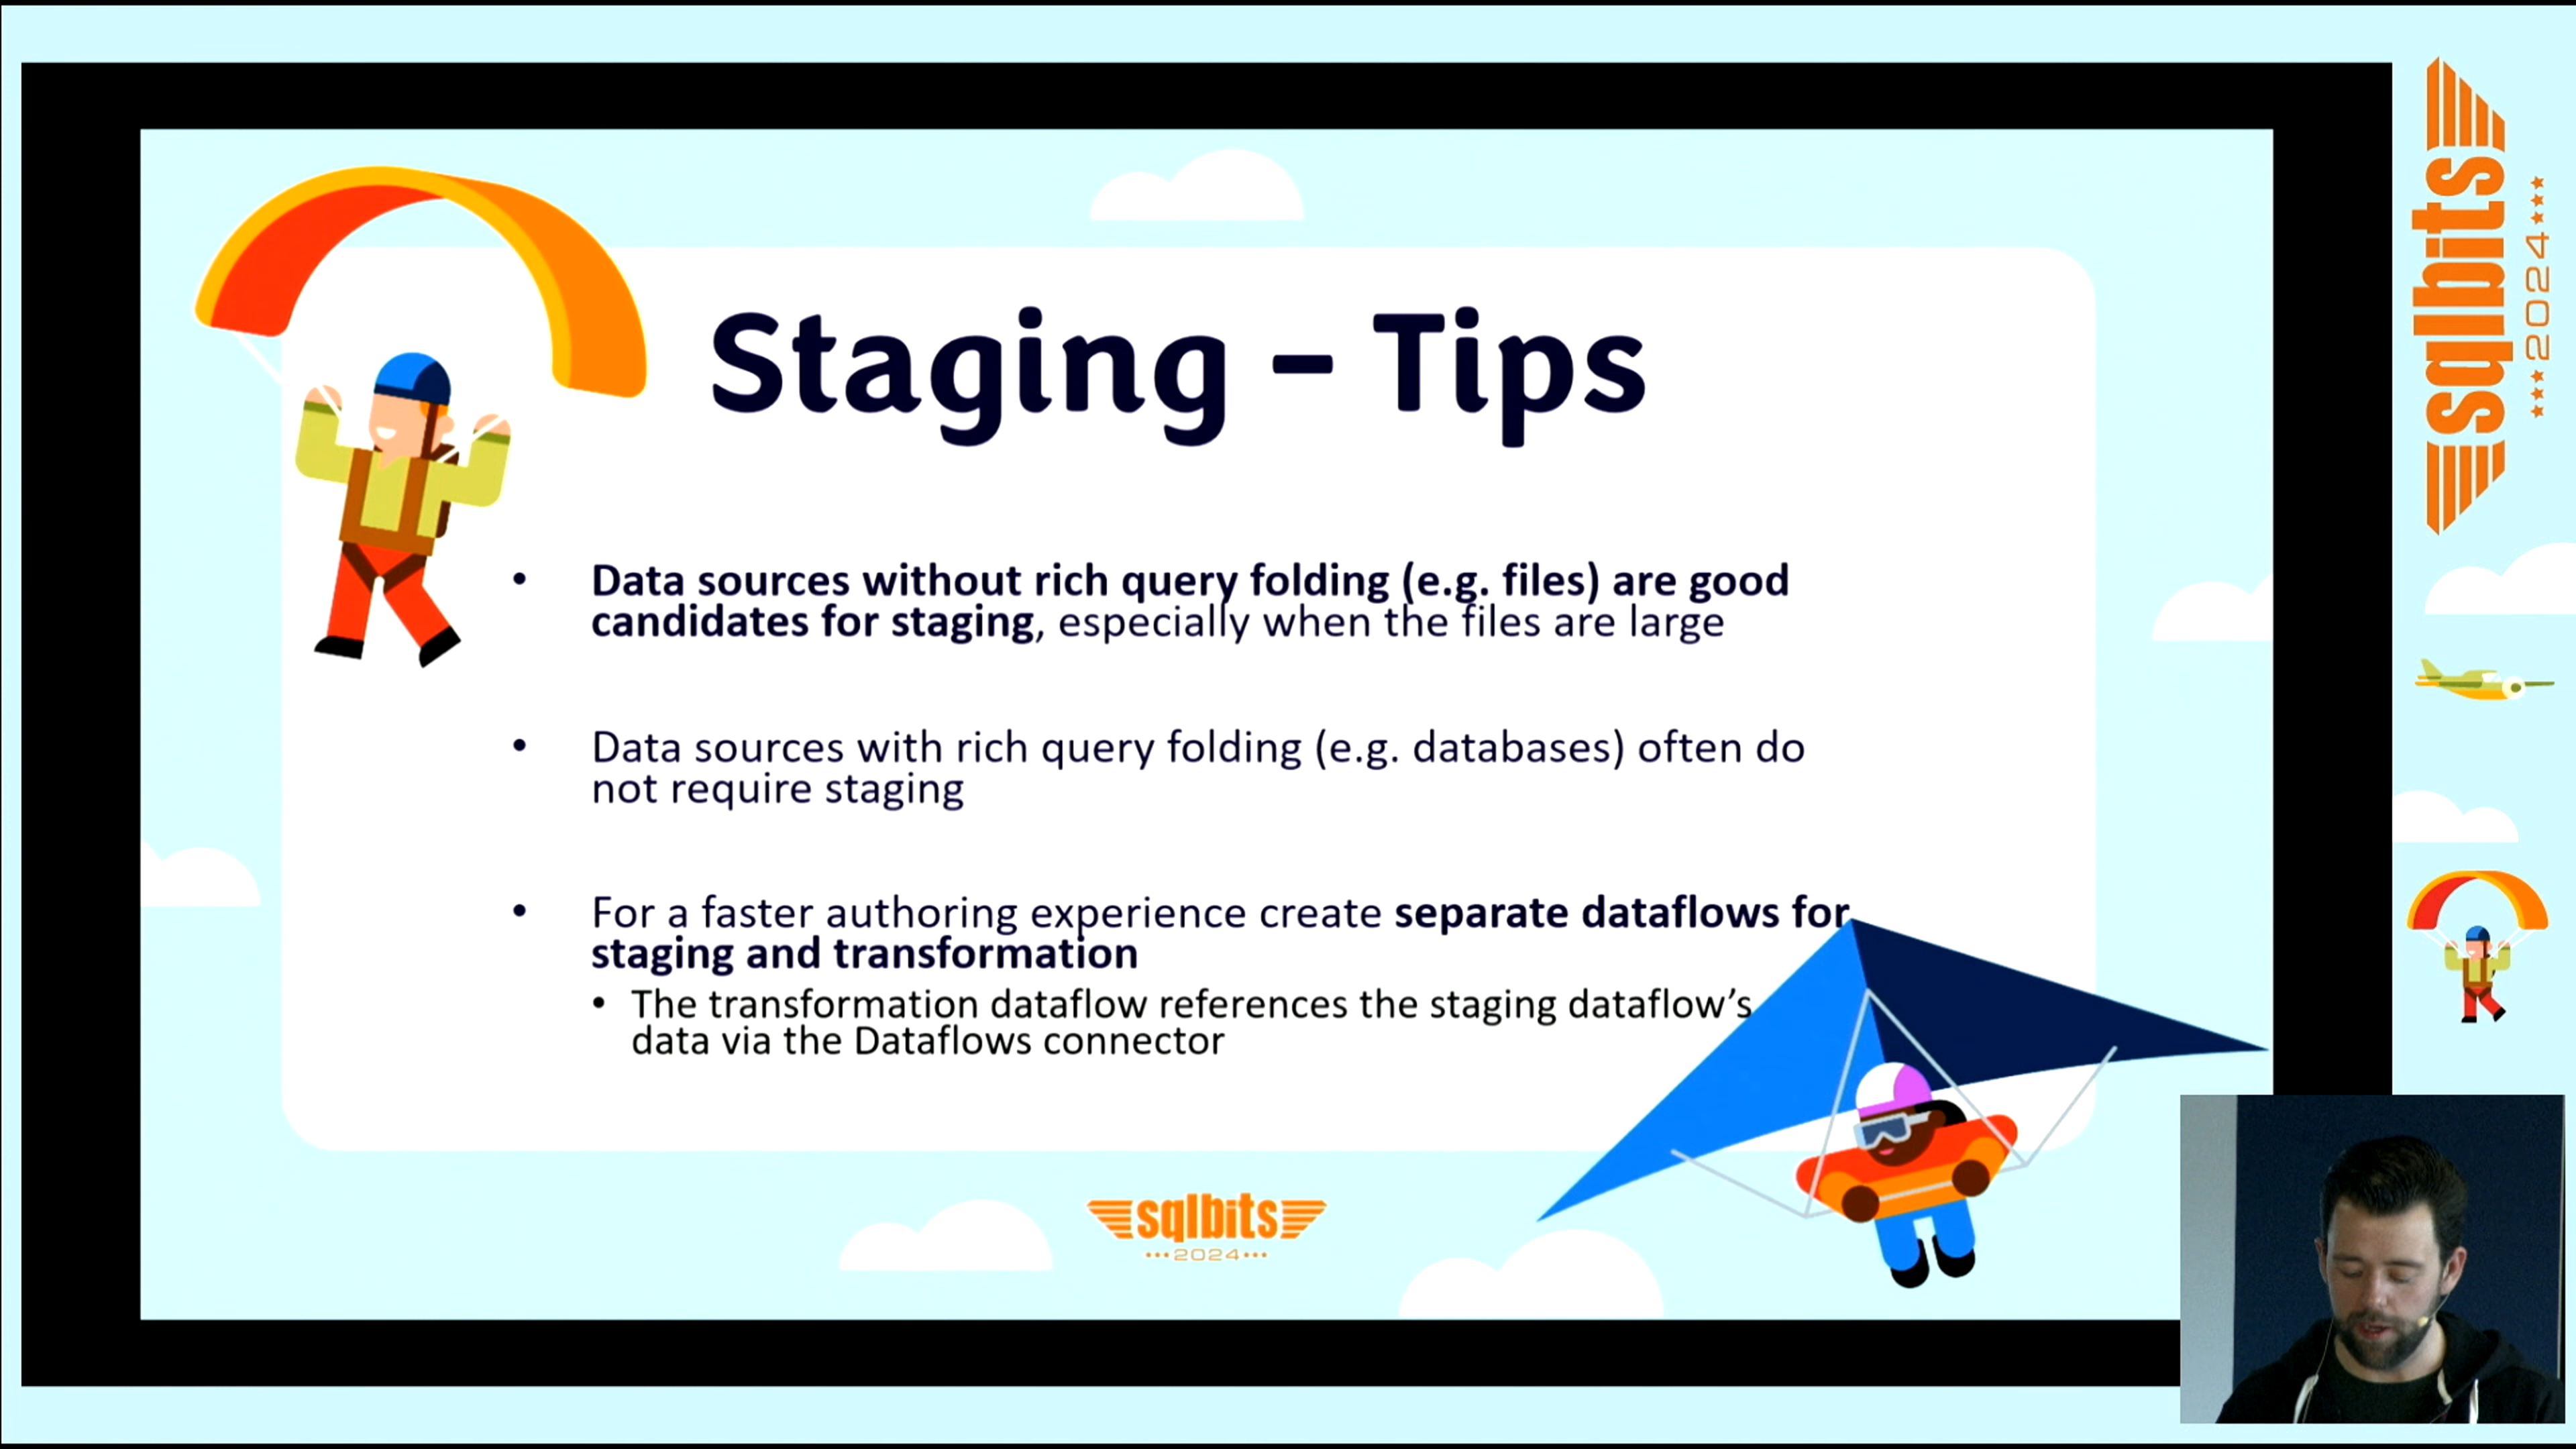 Staging – Tips
• Data sources without rich query folding (e.g. files) are good
candidates for staging, especially when the files are large
• Data sources with rich query folding (e.g. databases) often do
not require staging
• For a faster authoring experience create separate dataflows for
staging and transformation
• The transformation dataflow references the staging dataflow’s
data via the Dataflows connector
sqlbits
2024
sqlbits
2024